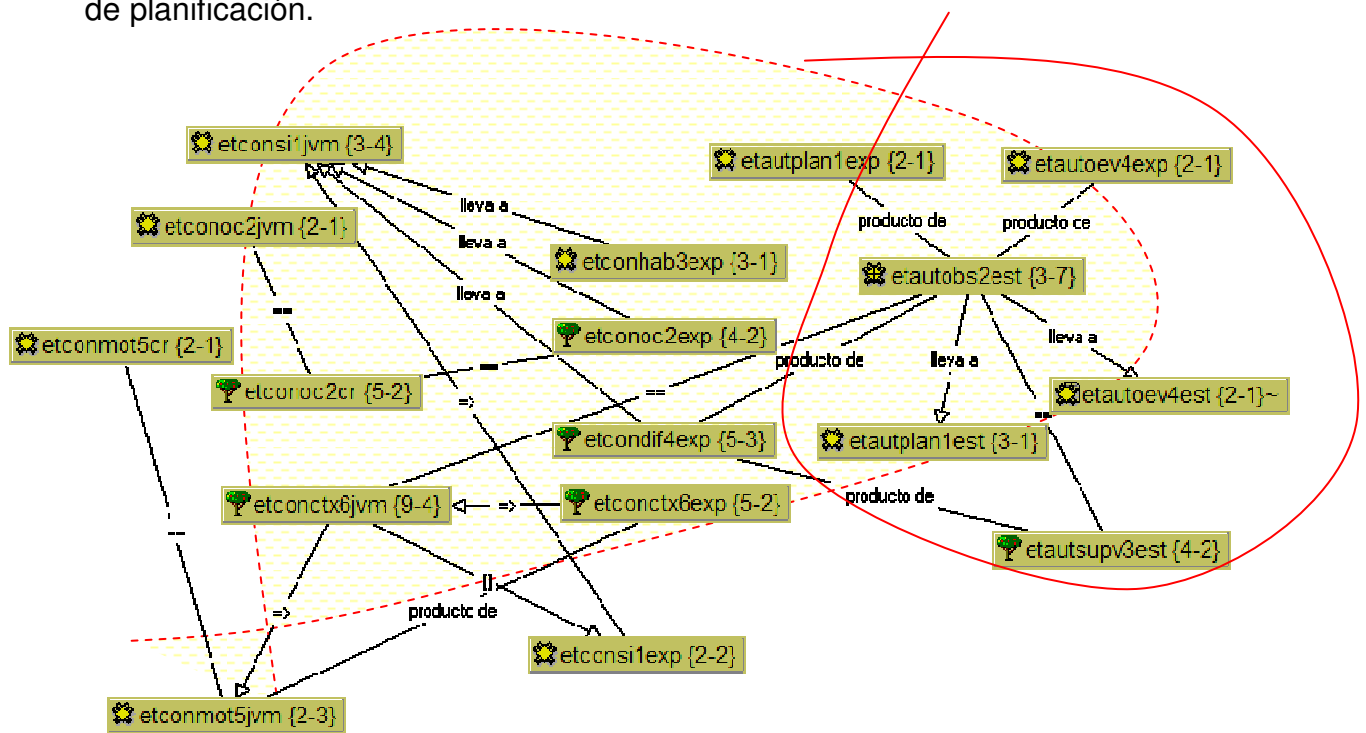 de planificación.
etconsi1jvm {3-4}
etautplan1exp {2-1}
etautoev4exp {2-1}
lleva a
producto de
producto ce
etconoc2jvm {2-1}
lleva a
etconhab3exp {3-1}
etautobs2est {3-7}
lleva a
==
etconoc2exp {4-2}
lleva a
etconmot5cr {2-1}
producto de
lleva a
==
etconoc2cr {5-2}
==
=>
etautoev4est {2-1}~
==
etcondif4exp {5-3}
etautplan1est {3-1}
etconctx6jvm {9-4}
=>
etconctx6exp {5-2}
producto de
==
etautsupv3est {4-2}
[]
=>
producto de
etconsi1exp {2-2}
etconmot5jvm {2-3}